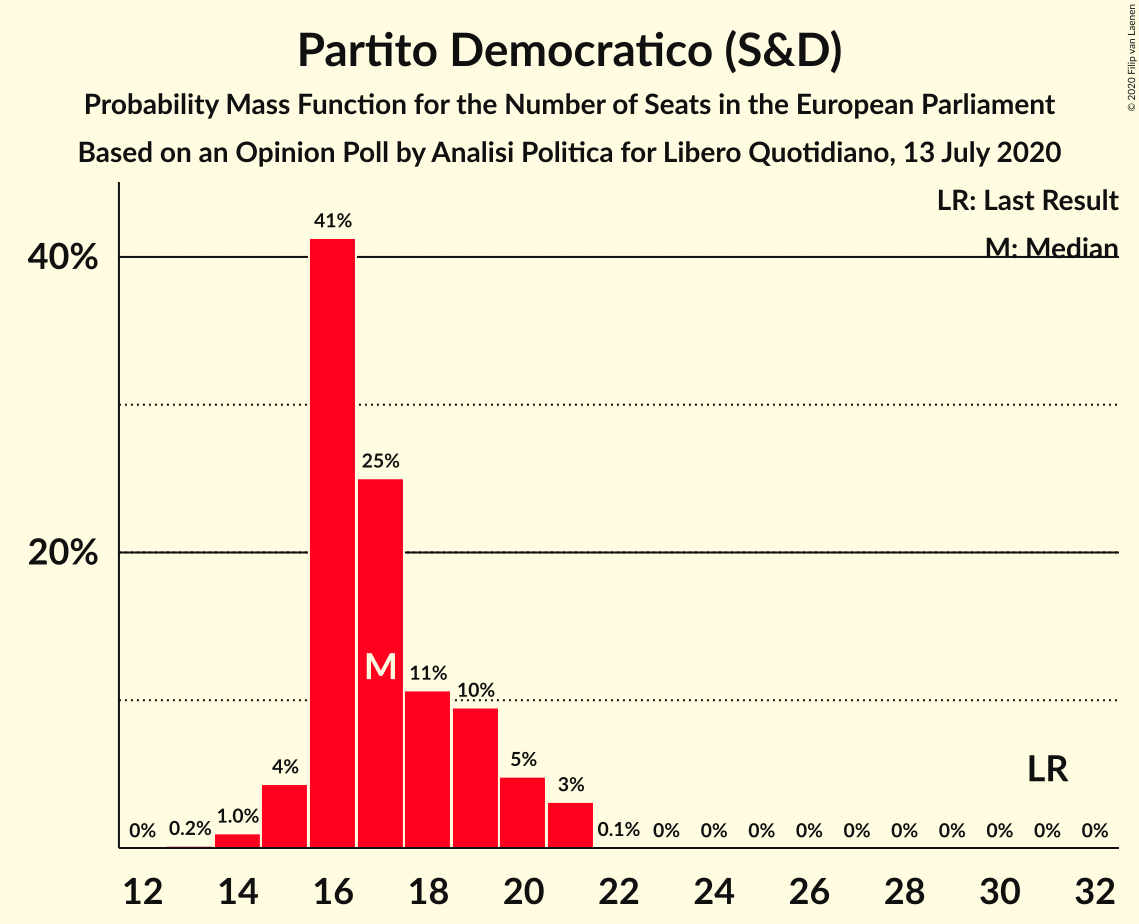 Partito Democratico (S&D)
Probability Mass Function for the Number of Seats in the European Parliament
Based on an Opinion Poll by Analisi Politica for Libero Quotidiano, 13 July 2020
© 2020 Filip van Laenen
LR: Last Result
M: Median
40%
20%
0%
0.2%
1.0%
4%
41%
25%
M
11%
10%
5%
3%
0.1%
0%
0%
0%
0%
0%
0%
0%
0%
0%
0%
LR
12 14 16 18 20 22 24 26 28 30 32